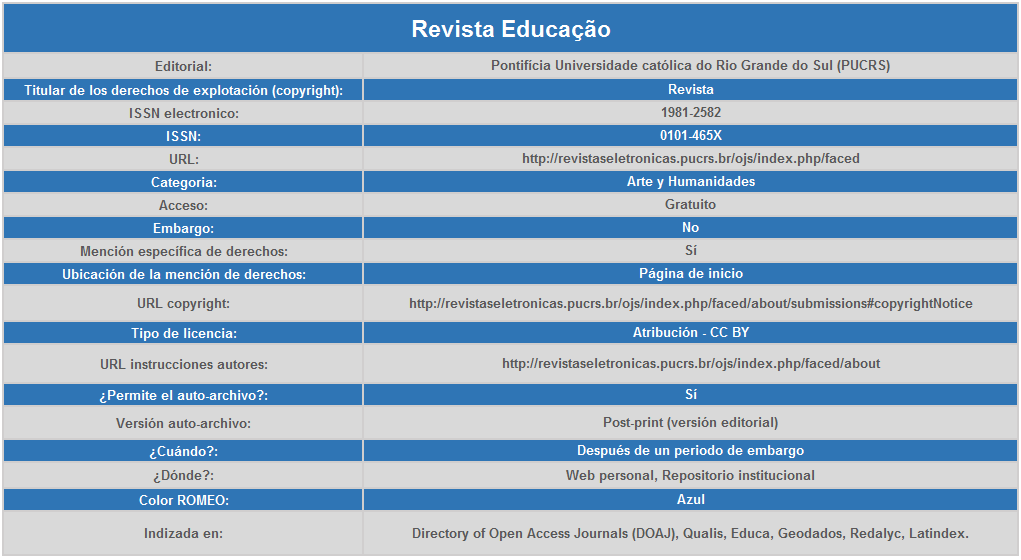 Revista Educação
Editorial: Pontifícia Universidade católica do Rio Grande do Sul (PUCRS)
Titular de los derechos de explotación (copyright): Revista
ISSN electronico: 1981-2582
ISSN: 0101-465X
URL: http://revistaseletronicas.pucrs.br/ojs/index.php/faced
Categoria: Arte y Humanidades
Acceso: Gratuito
Embargo: No
Mención específica de derechos: Sí
Ubicación de la mención de derechos: Página de inicio
URL copyright: http://revistaseletronicas.pucrs.br/ojs/index.php/faced/about/submissions#copyrightNotice
Tipo de licencia: Atribución - CC BY
URL instrucciones autores: http://revistaseletronicas.pucrs.br/ojs/index.php/faced/about
¿Permite el auto-archivo?: Sí
Versión auto-archivo: Post-print (versión editorial)
¿Cuándo?: Después de un periodo de embargo
¿Dónde?: Web personal, Repositorio institucional
Color ROMEO: Azul
Indizada en: Directory of Open Access Journals (DOAJ), Qualis, Educa, Geodados, Redalyc, Latindex.